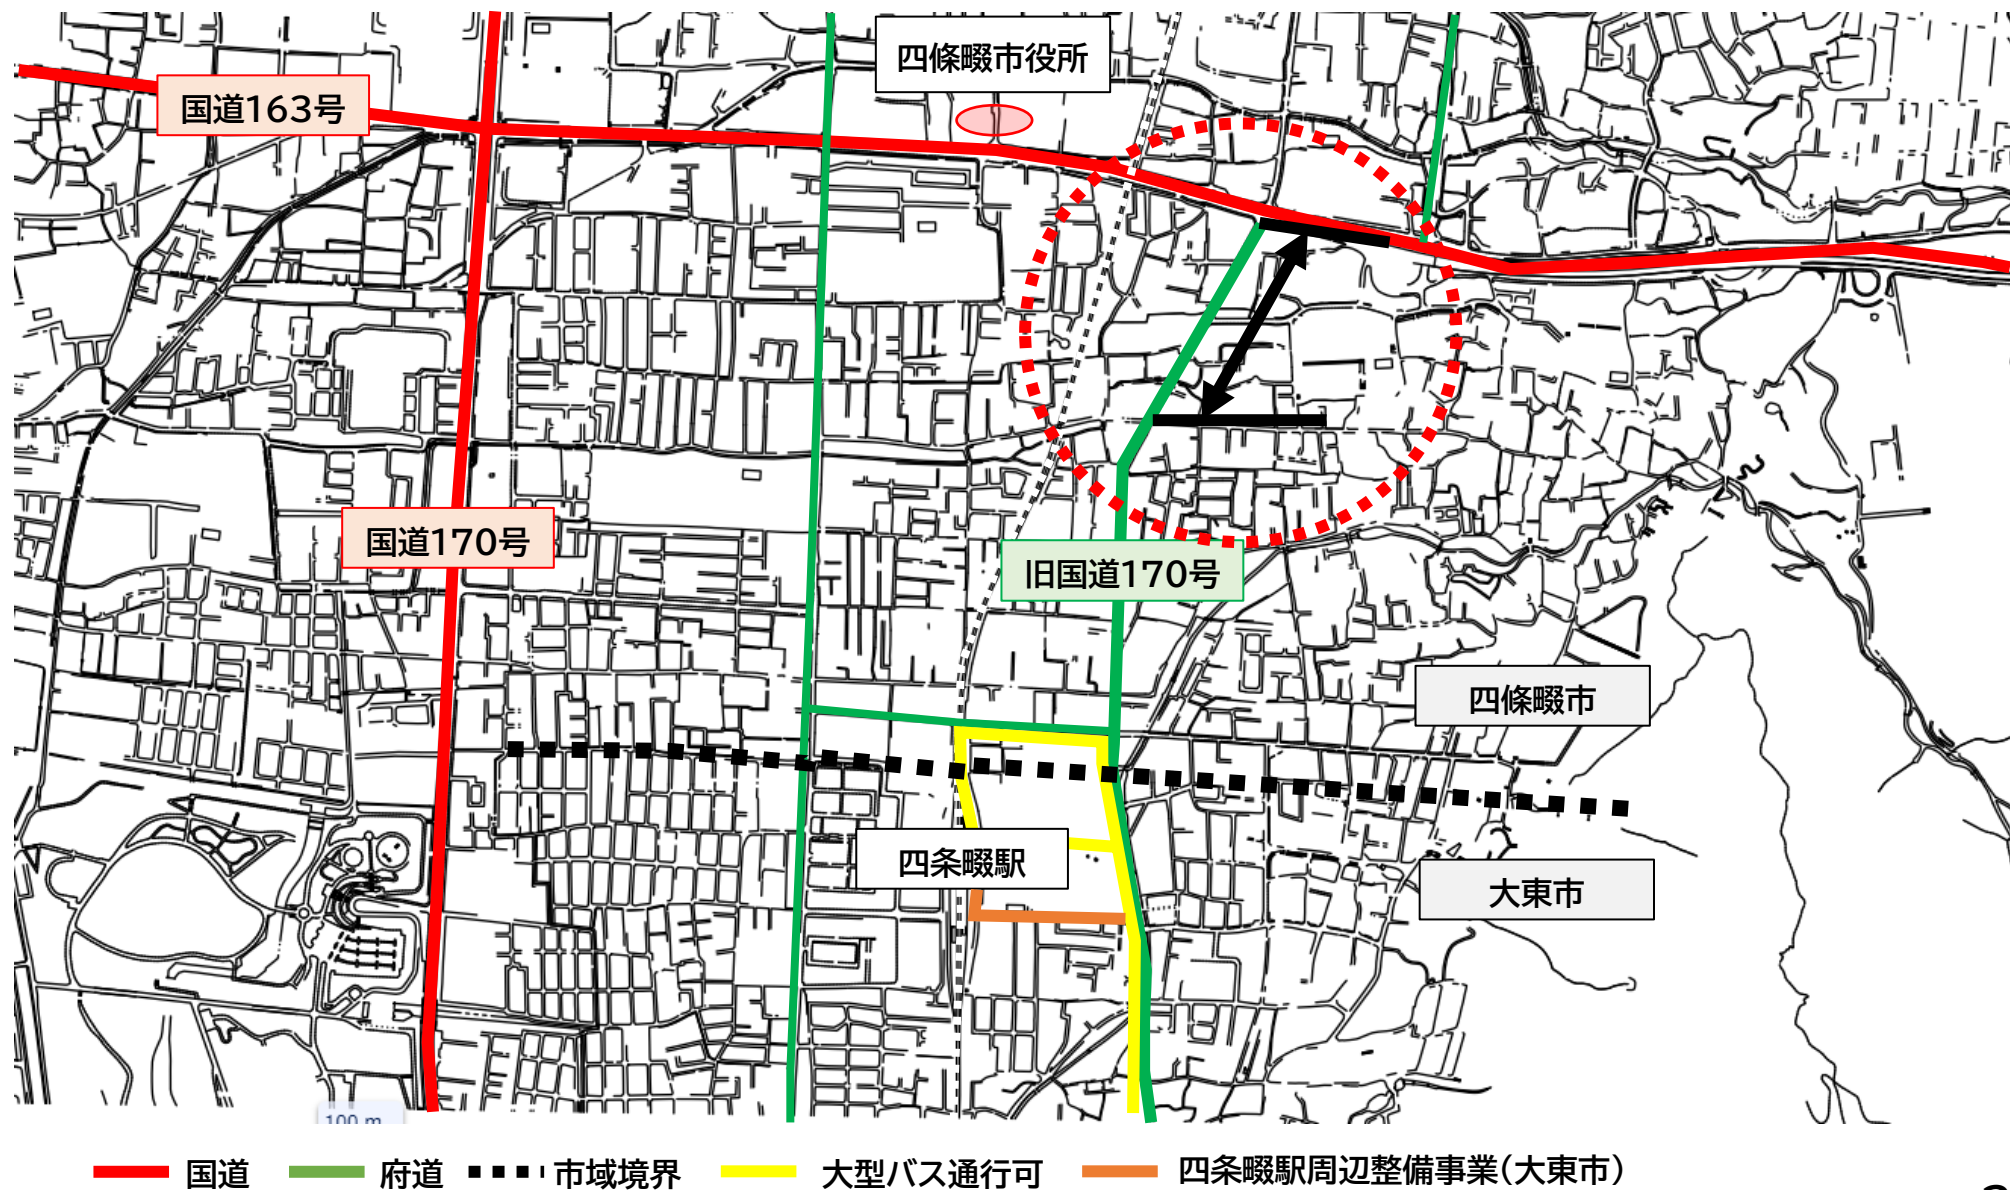 四條畷市役所
国道163号
国道170号
旧国道170号
四條畷市
四条畷駅
大東市
100 m
国道 府道 市域境界 大型バス通行可 四条畷駅周辺整備事業(大東市)